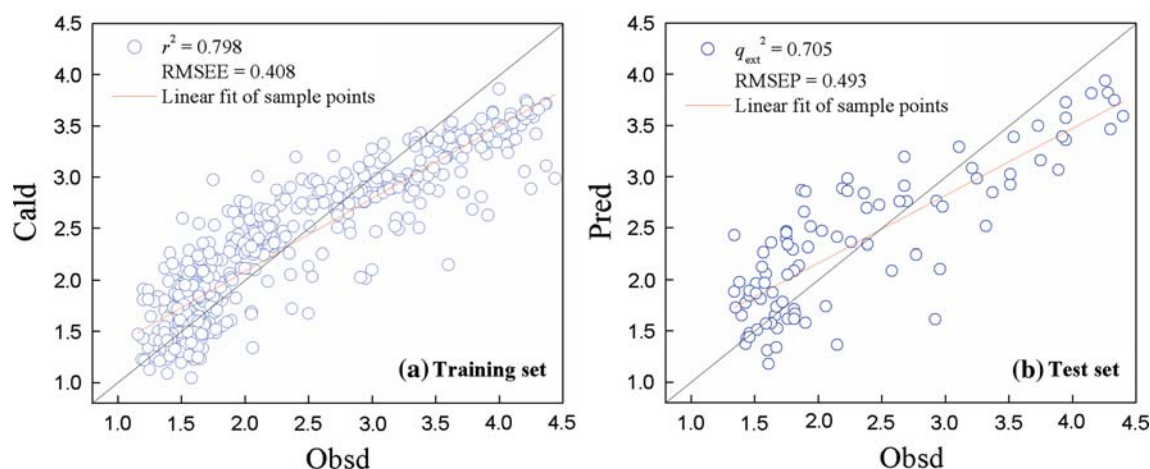 4.5
4.0
3.5
3.0
2.5
2.0
1.5
1.0
Cald
r² = 0.798
RMSEE = 0.408
Linear fit of sample points
(a) Training set
1.0 1.5 2.0 2.5 3.0 3.5 4.0 4.5
Obsd
4.5
4.0
3.5
3.0
2.5
2.0
1.5
1.0
Pred
qext² = 0.705
RMSEP = 0.493
Linear fit of sample points
(b) Test set
1.0 1.5 2.0 2.5 3.0 3.5 4.0 4.5
Obsd